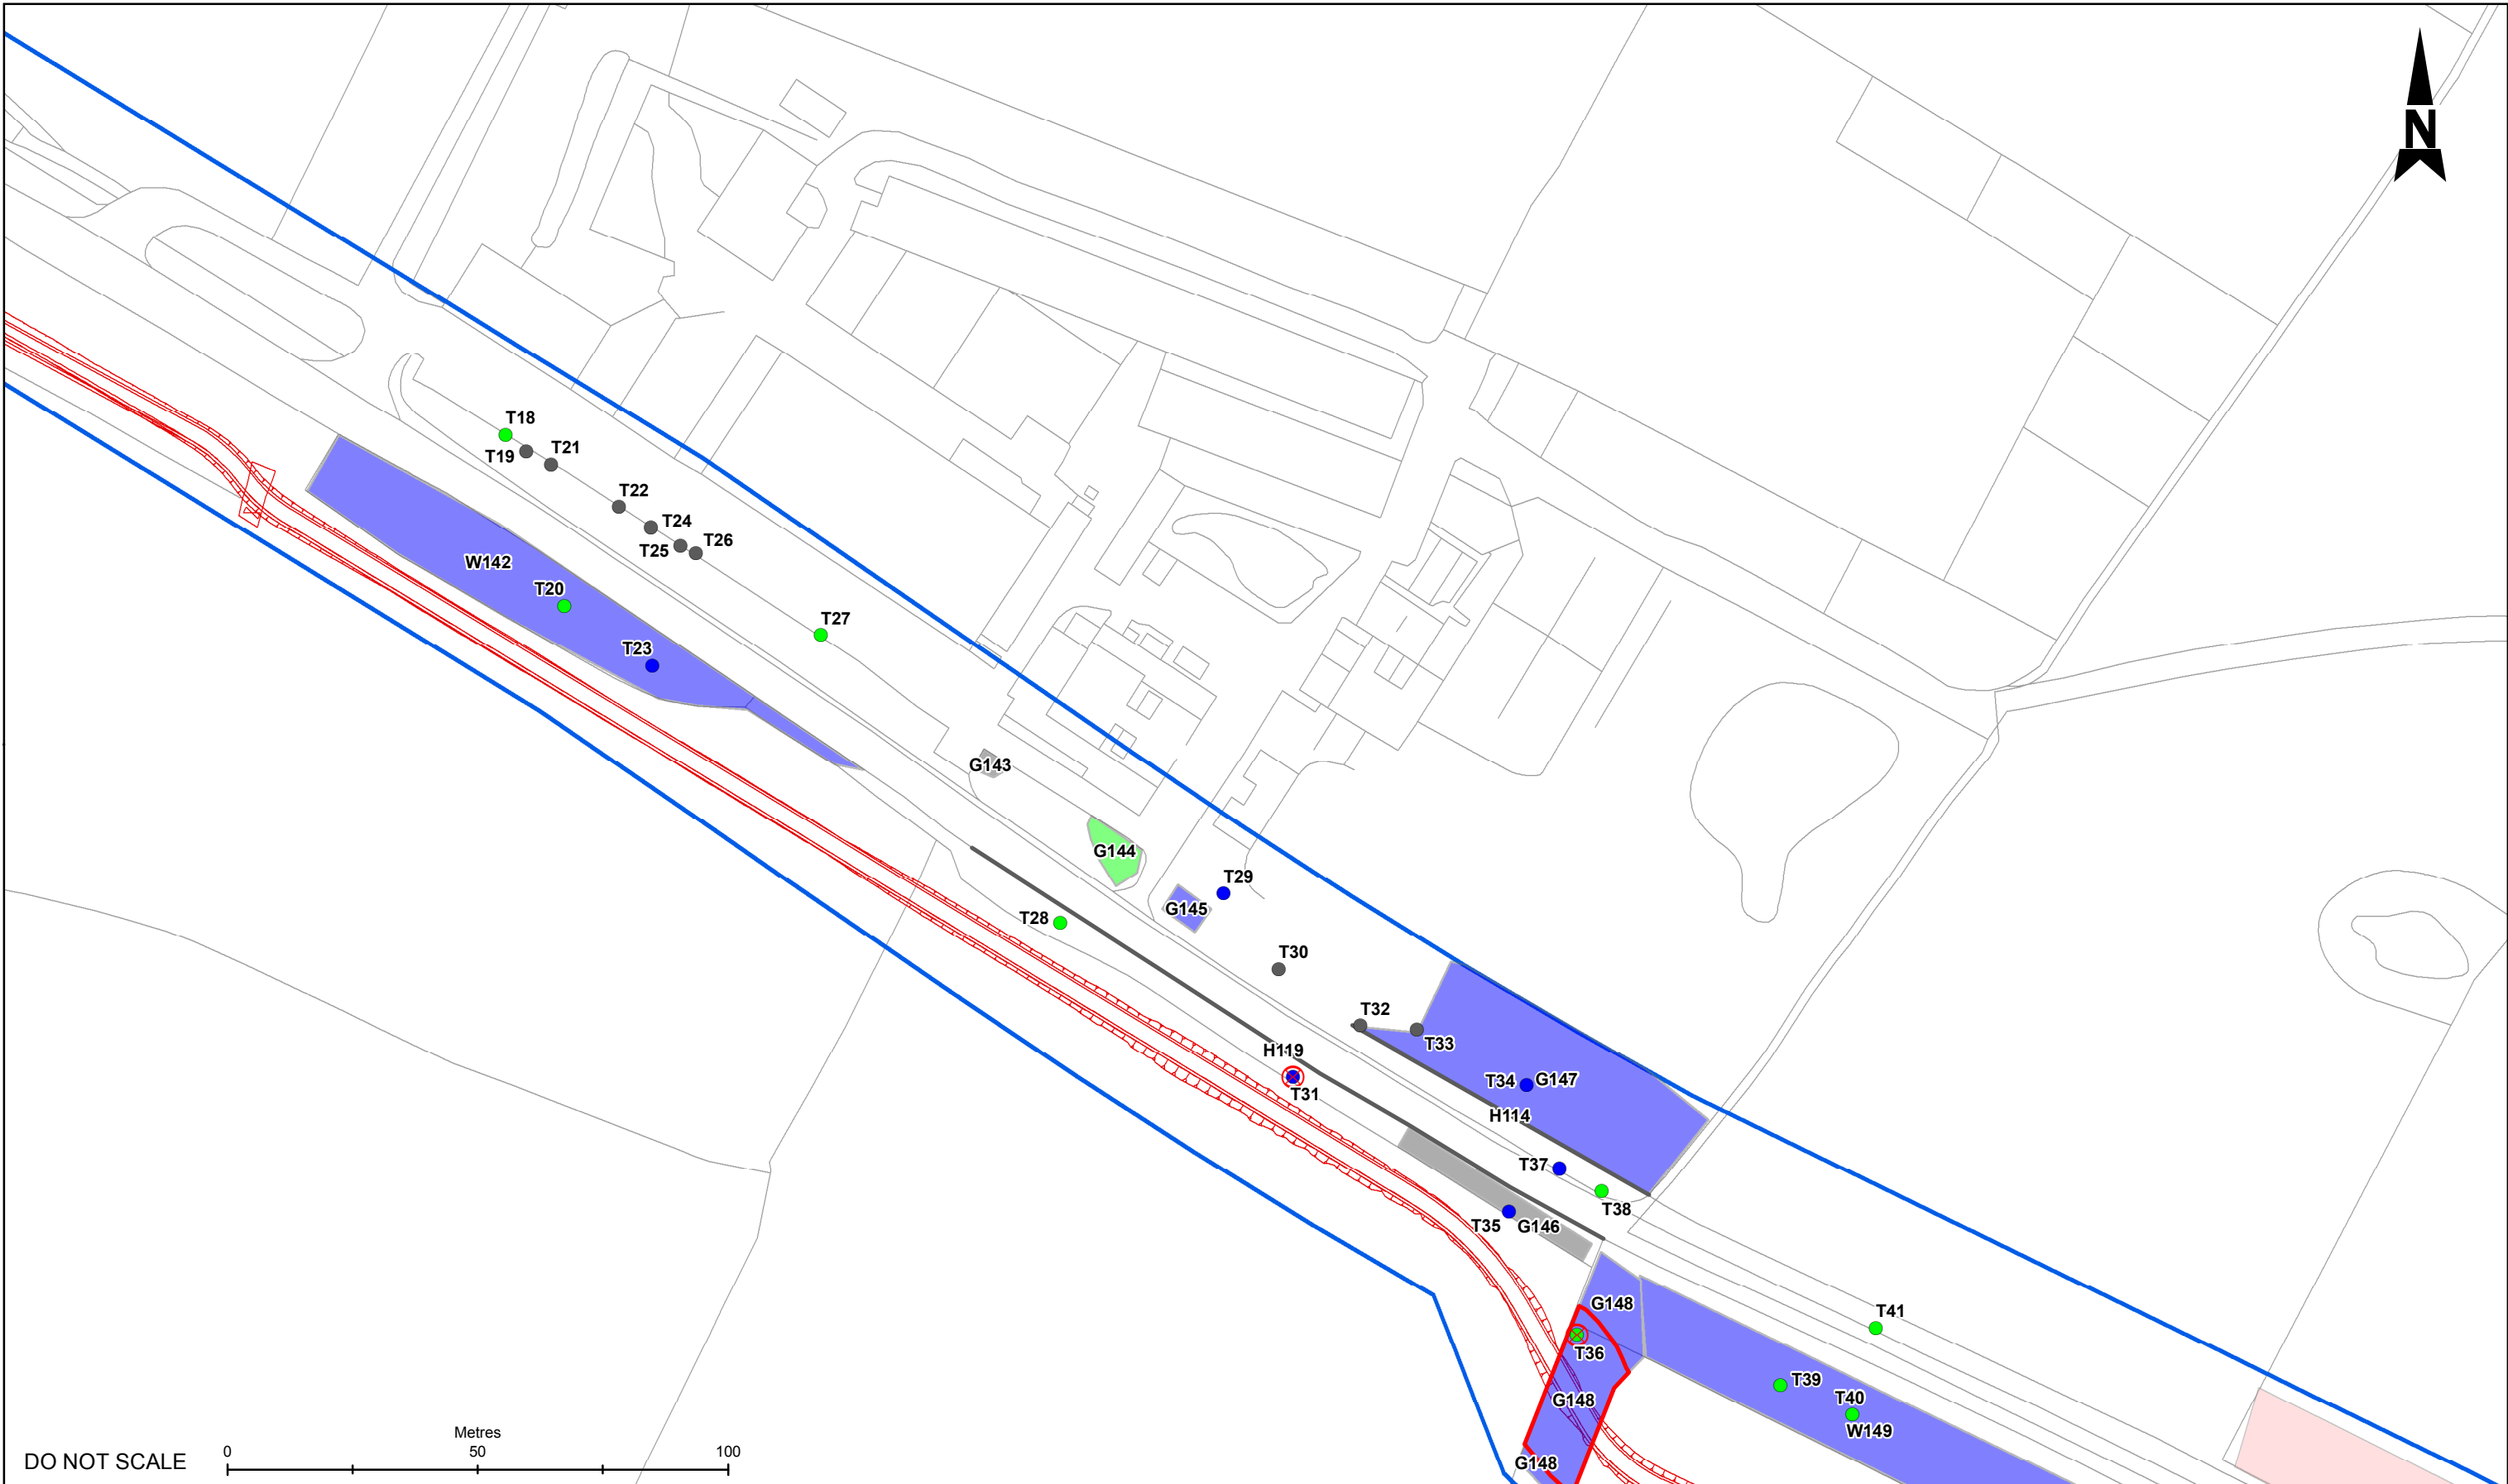 N
T18
T19
T21
T22
T24
T25
T26
W142
T20
T27
T23
G143
G144
T29
G145
T28
T30
T32
T33
H119
T31
T34
G147
H114
T37
T38
T35
G146
G148
T41
T36
T39
G148
T40
W149
G148
Metres
DO NOT SCALE
0
50
100